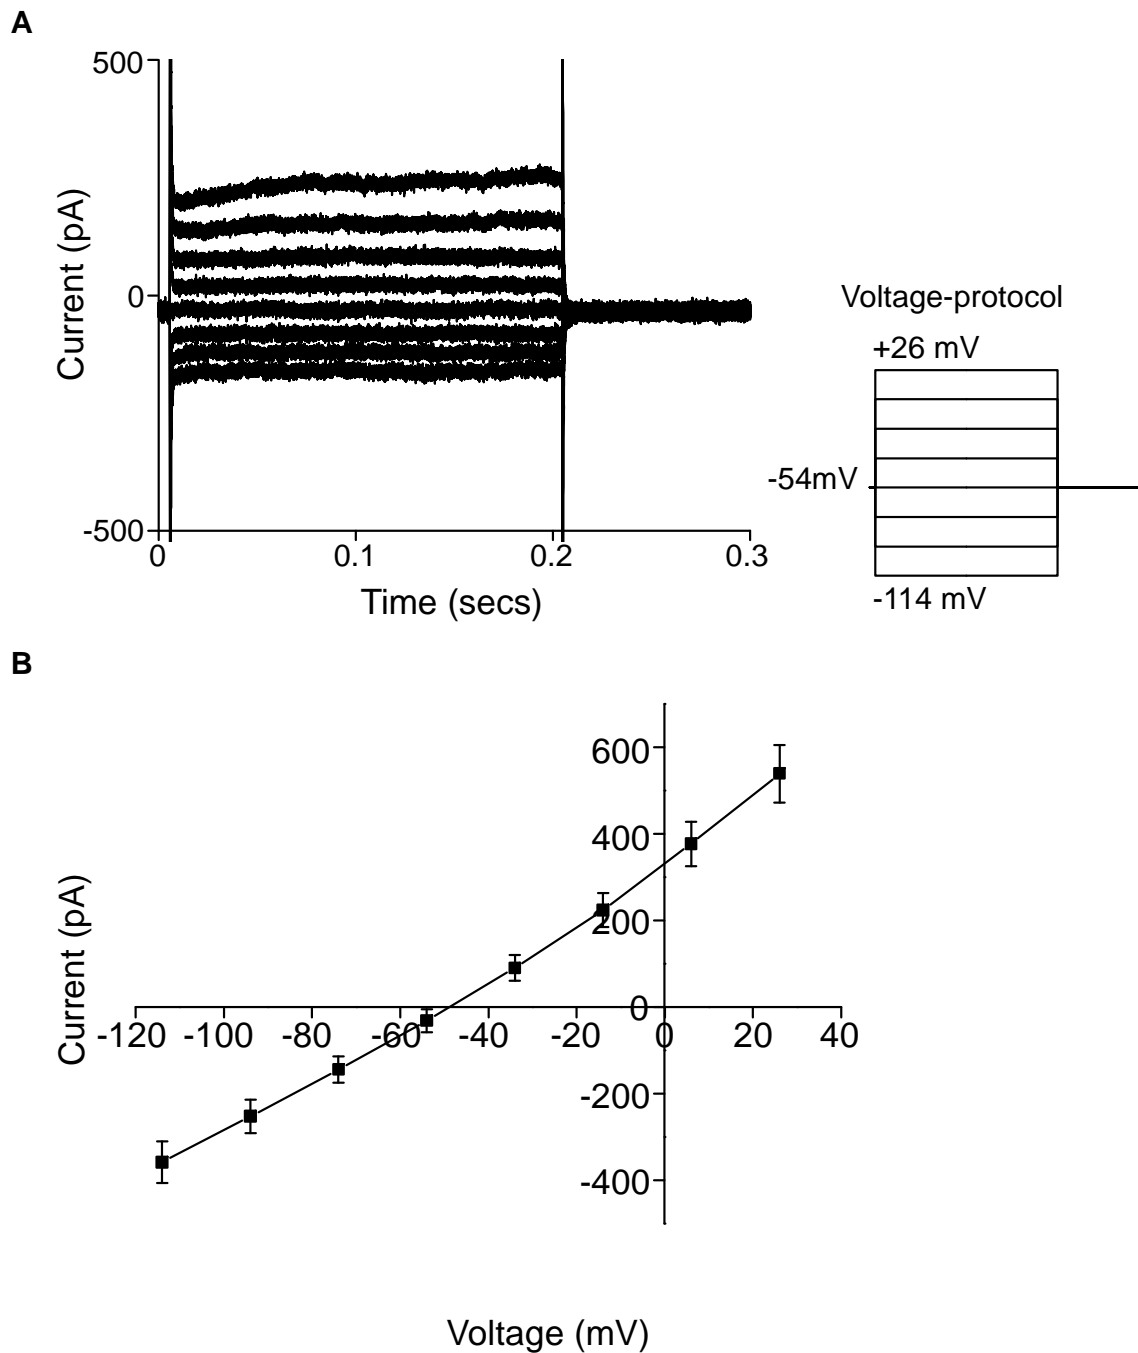 A
500
0
-500
Current (pA)
0 0.1 0.2 0.3
Time (secs)
Voltage-protocol
+26 mV
-54mV
-114 mV
B
600
400
200
0
-200
-400
Current (pA)
-120 -100 -80 -60 -40 -20 0 20 40
Voltage (mV)